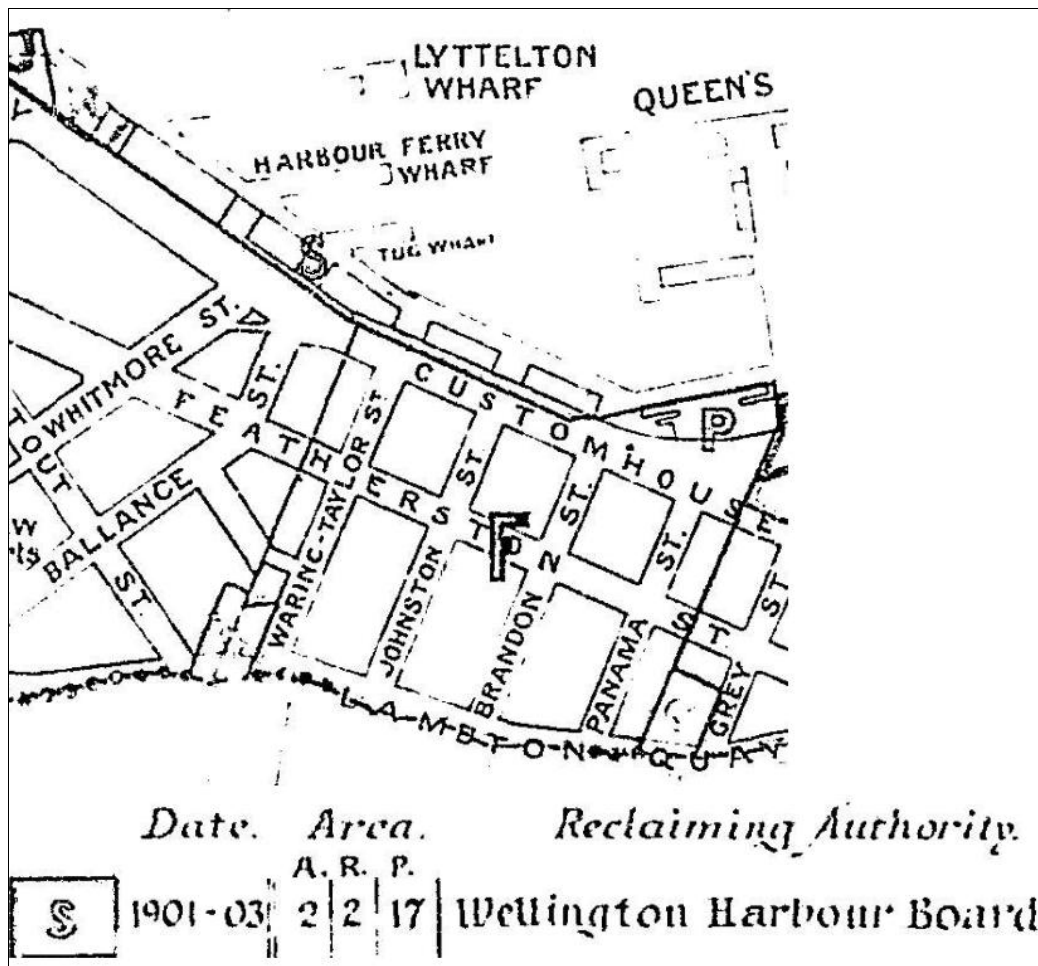 LYTTELTON
WHARF
QUEEN'S
HARBOUR FERRY
WHARF
TUG WHARF
S
WHITMORE ST.
CUSTOMHOUSE
P
FEATHERSTON ST.
BALLANCE ST.
WARING-TAYLOR ST
JOHNSTON ST
F
BRANDON ST.
PANAMA ST.
GREY ST
OUT
LAMBTON QUAY
Date. Area. Reclaiming Authority.
A. R. P.
S 1901-03 2 2 17 Wellington Harbour Board